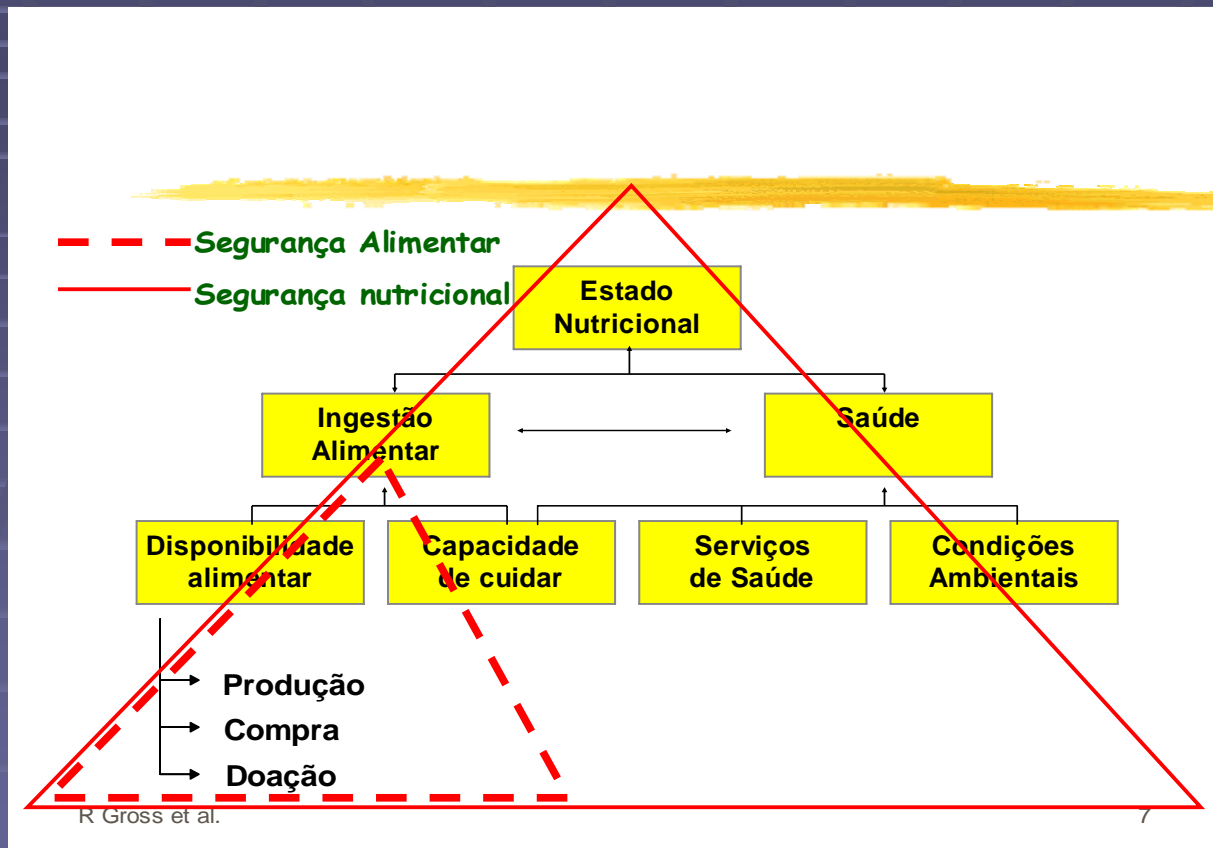 Segurança Alimentar
Segurança nutricional
Estado
Nutricional
Ingestão
Alimentar
Saúde
Disponibilidade
alimentar
Capacidade
de cuidar
Serviços
de Saúde
Condições
Ambientais
Produção
Compra
Doação
R Gross et al.
7